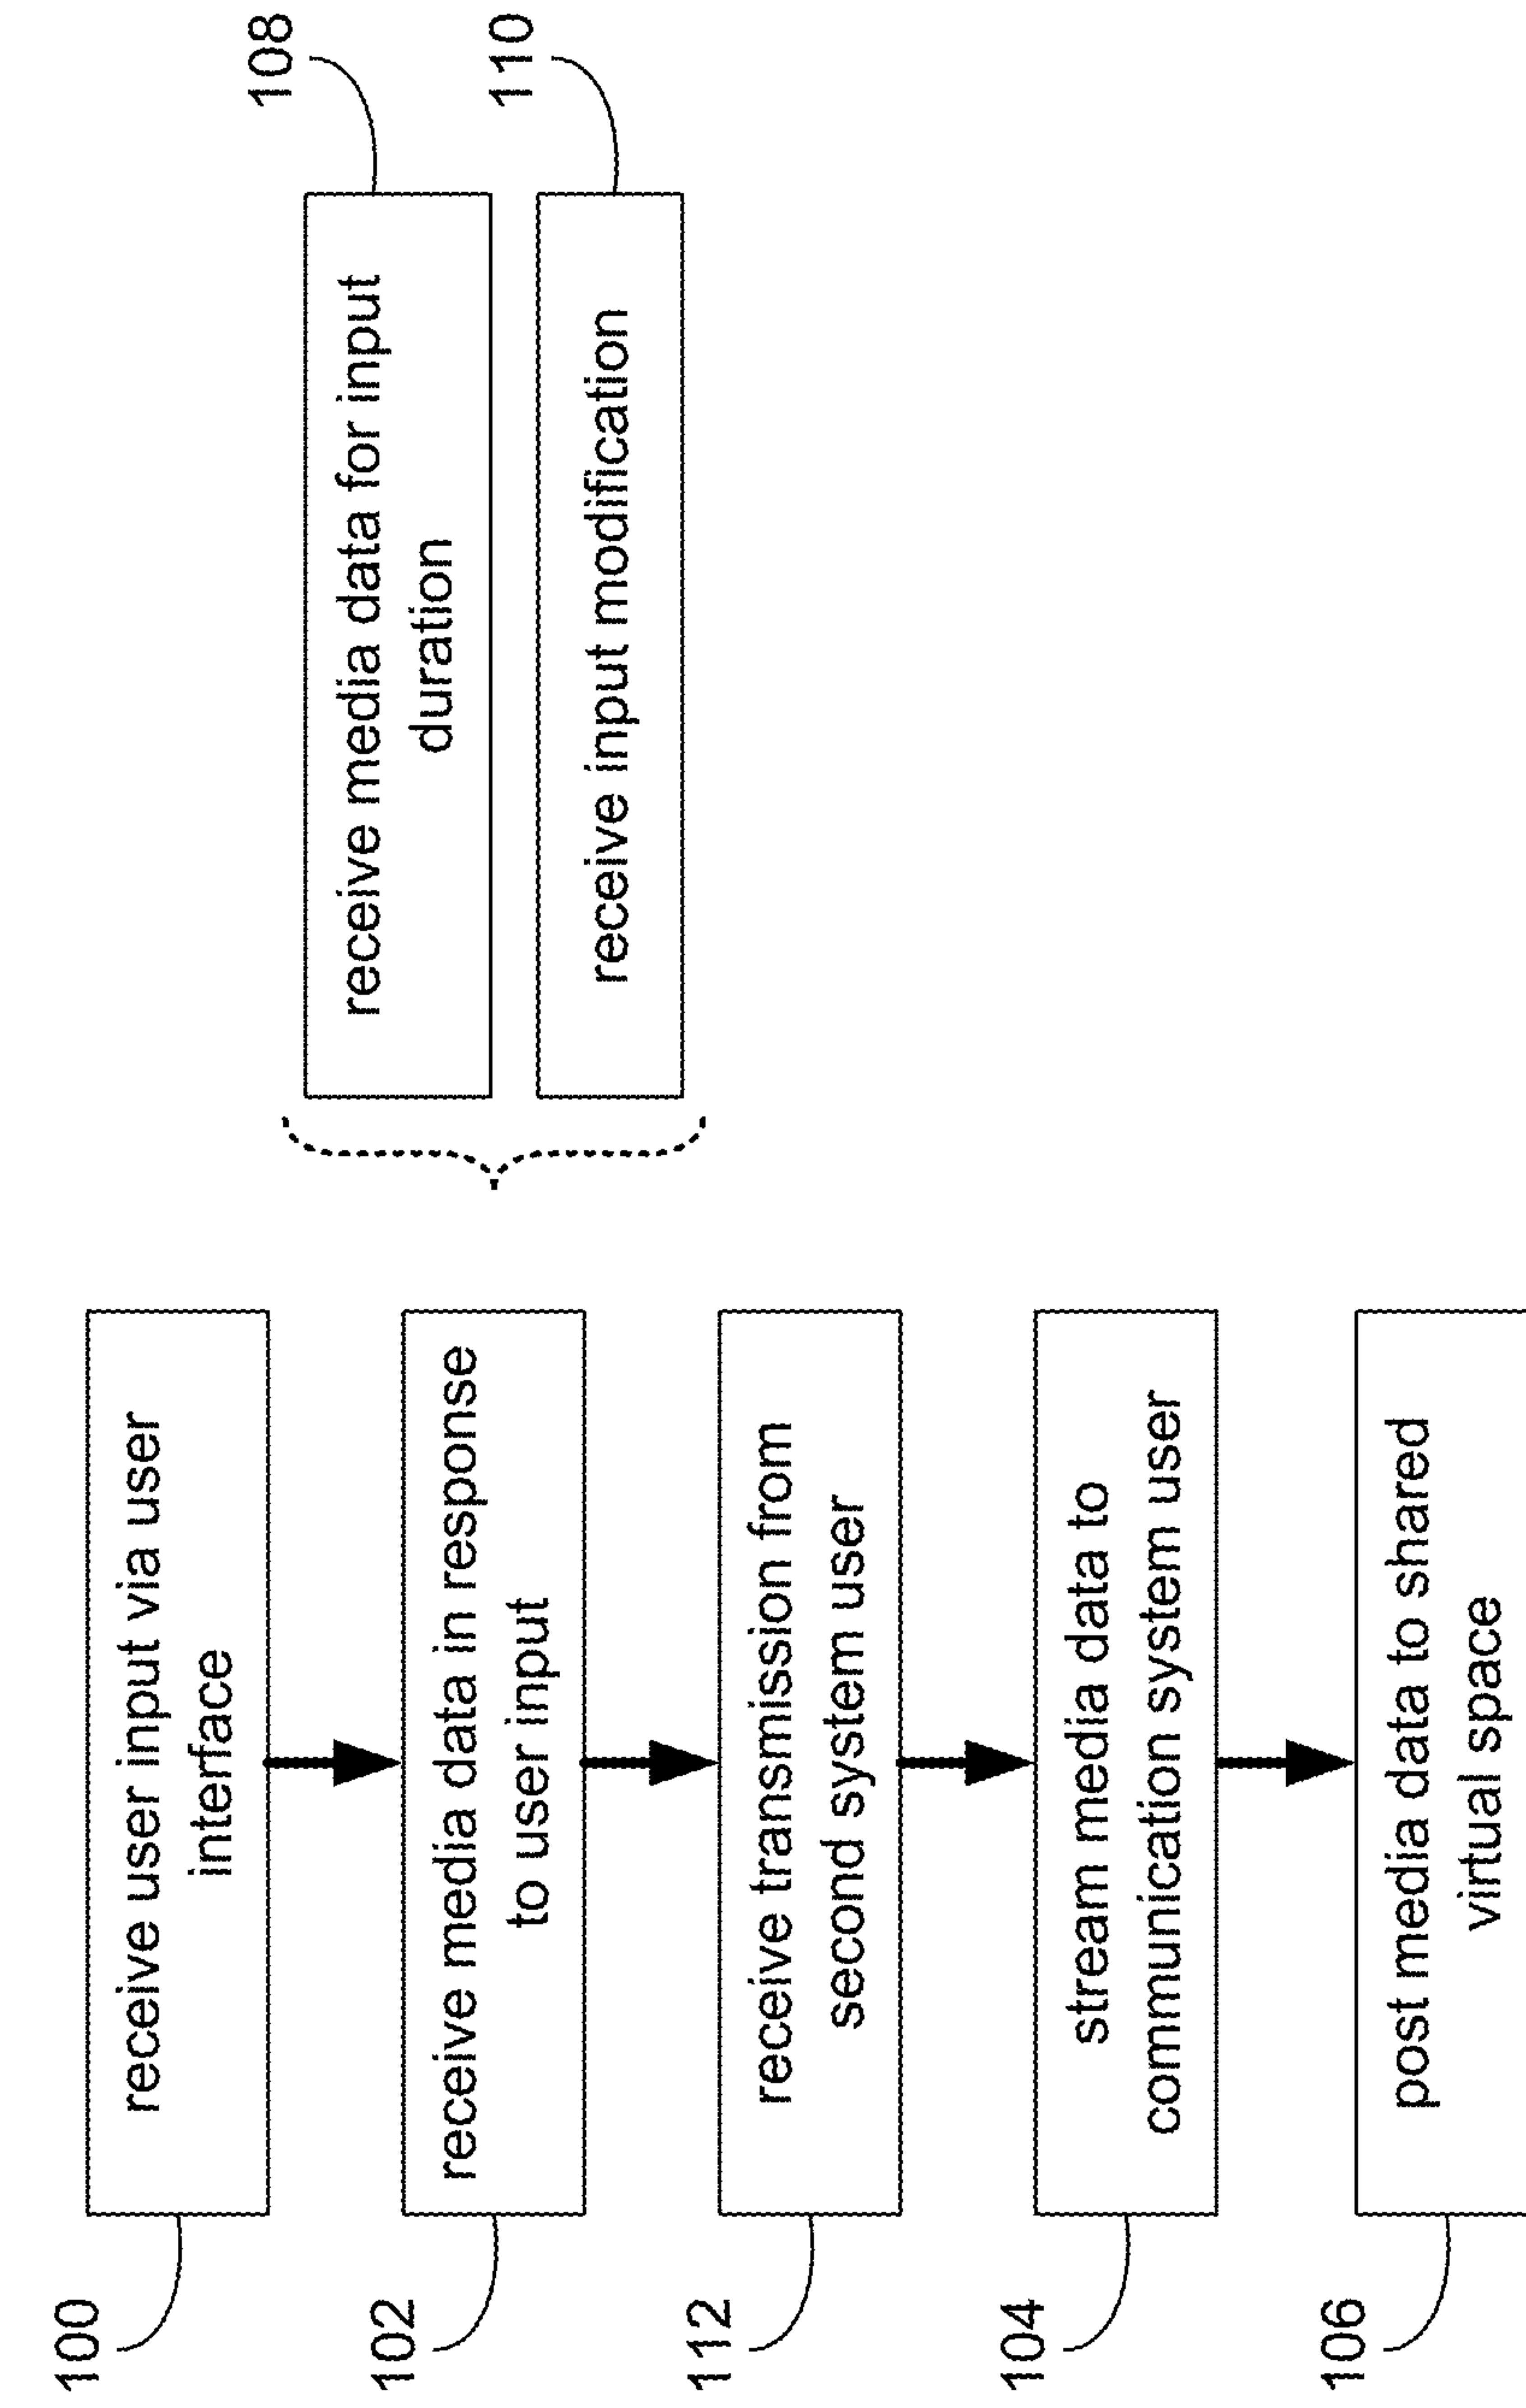 100
receive user input via user
interface
102
receive media data in response
to user input
108
receive media data for input
duration
110
receive input modification
112
receive transmission from
second system user
104
stream media data to
communication system user
106
post media data to shared
virtual space